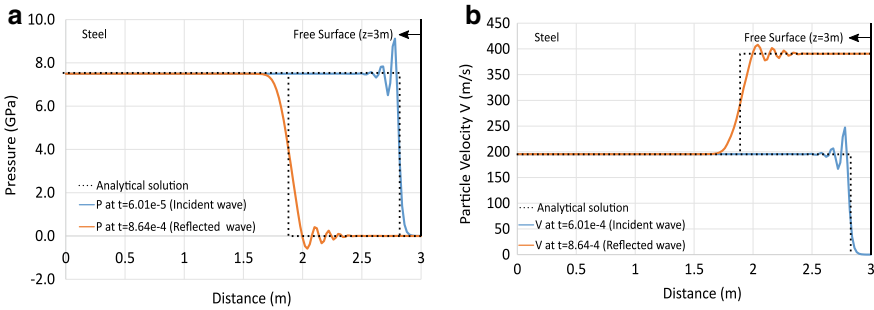 a
10.0
8.0
6.0
4.0
2.0
0.0
-2.0
Pressure (GPa)
Steel
Free Surface (z=3m)
Analytical solution
P at t=6.01e-5 (Incident wave)
P at t=8.64e-4 (Reflected wave)
0 0.5 1 1.5 2 2.5 3
Distance (m)
b
450
400
350
300
250
200
150
100
50
0
Particle Velocity V (m/s)
Steel
Free Surface (z=3m)
Analytical solution
V at t=6.01e-4 (Incident wave)
V at t=8.64-4 (Reflected wave)
0 0.5 1 1.5 2 2.5 3
Distance (m)